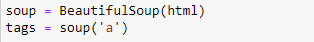 soup = BeautifulSoup(html)
tags = soup('a')